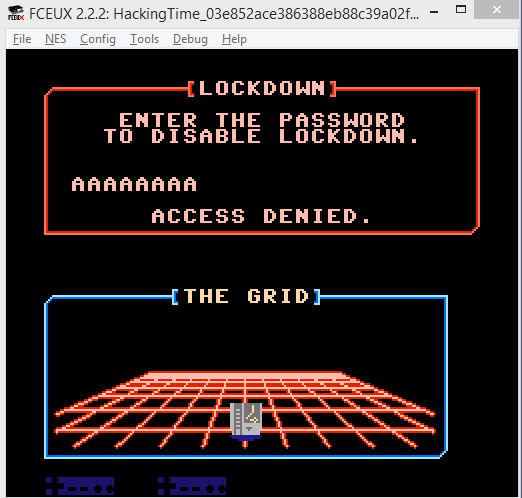 FCEUX 2.2.2: HackingTime_03e852ace386388eb88c39a02f...
File NES Config Tools Debug Help
[LOCKDOWN]
ENTER THE PASSWORD
TO DISABLE LOCKDOWN.
AAAAAAAA
ACCESS DENIED.
[THE GRID]